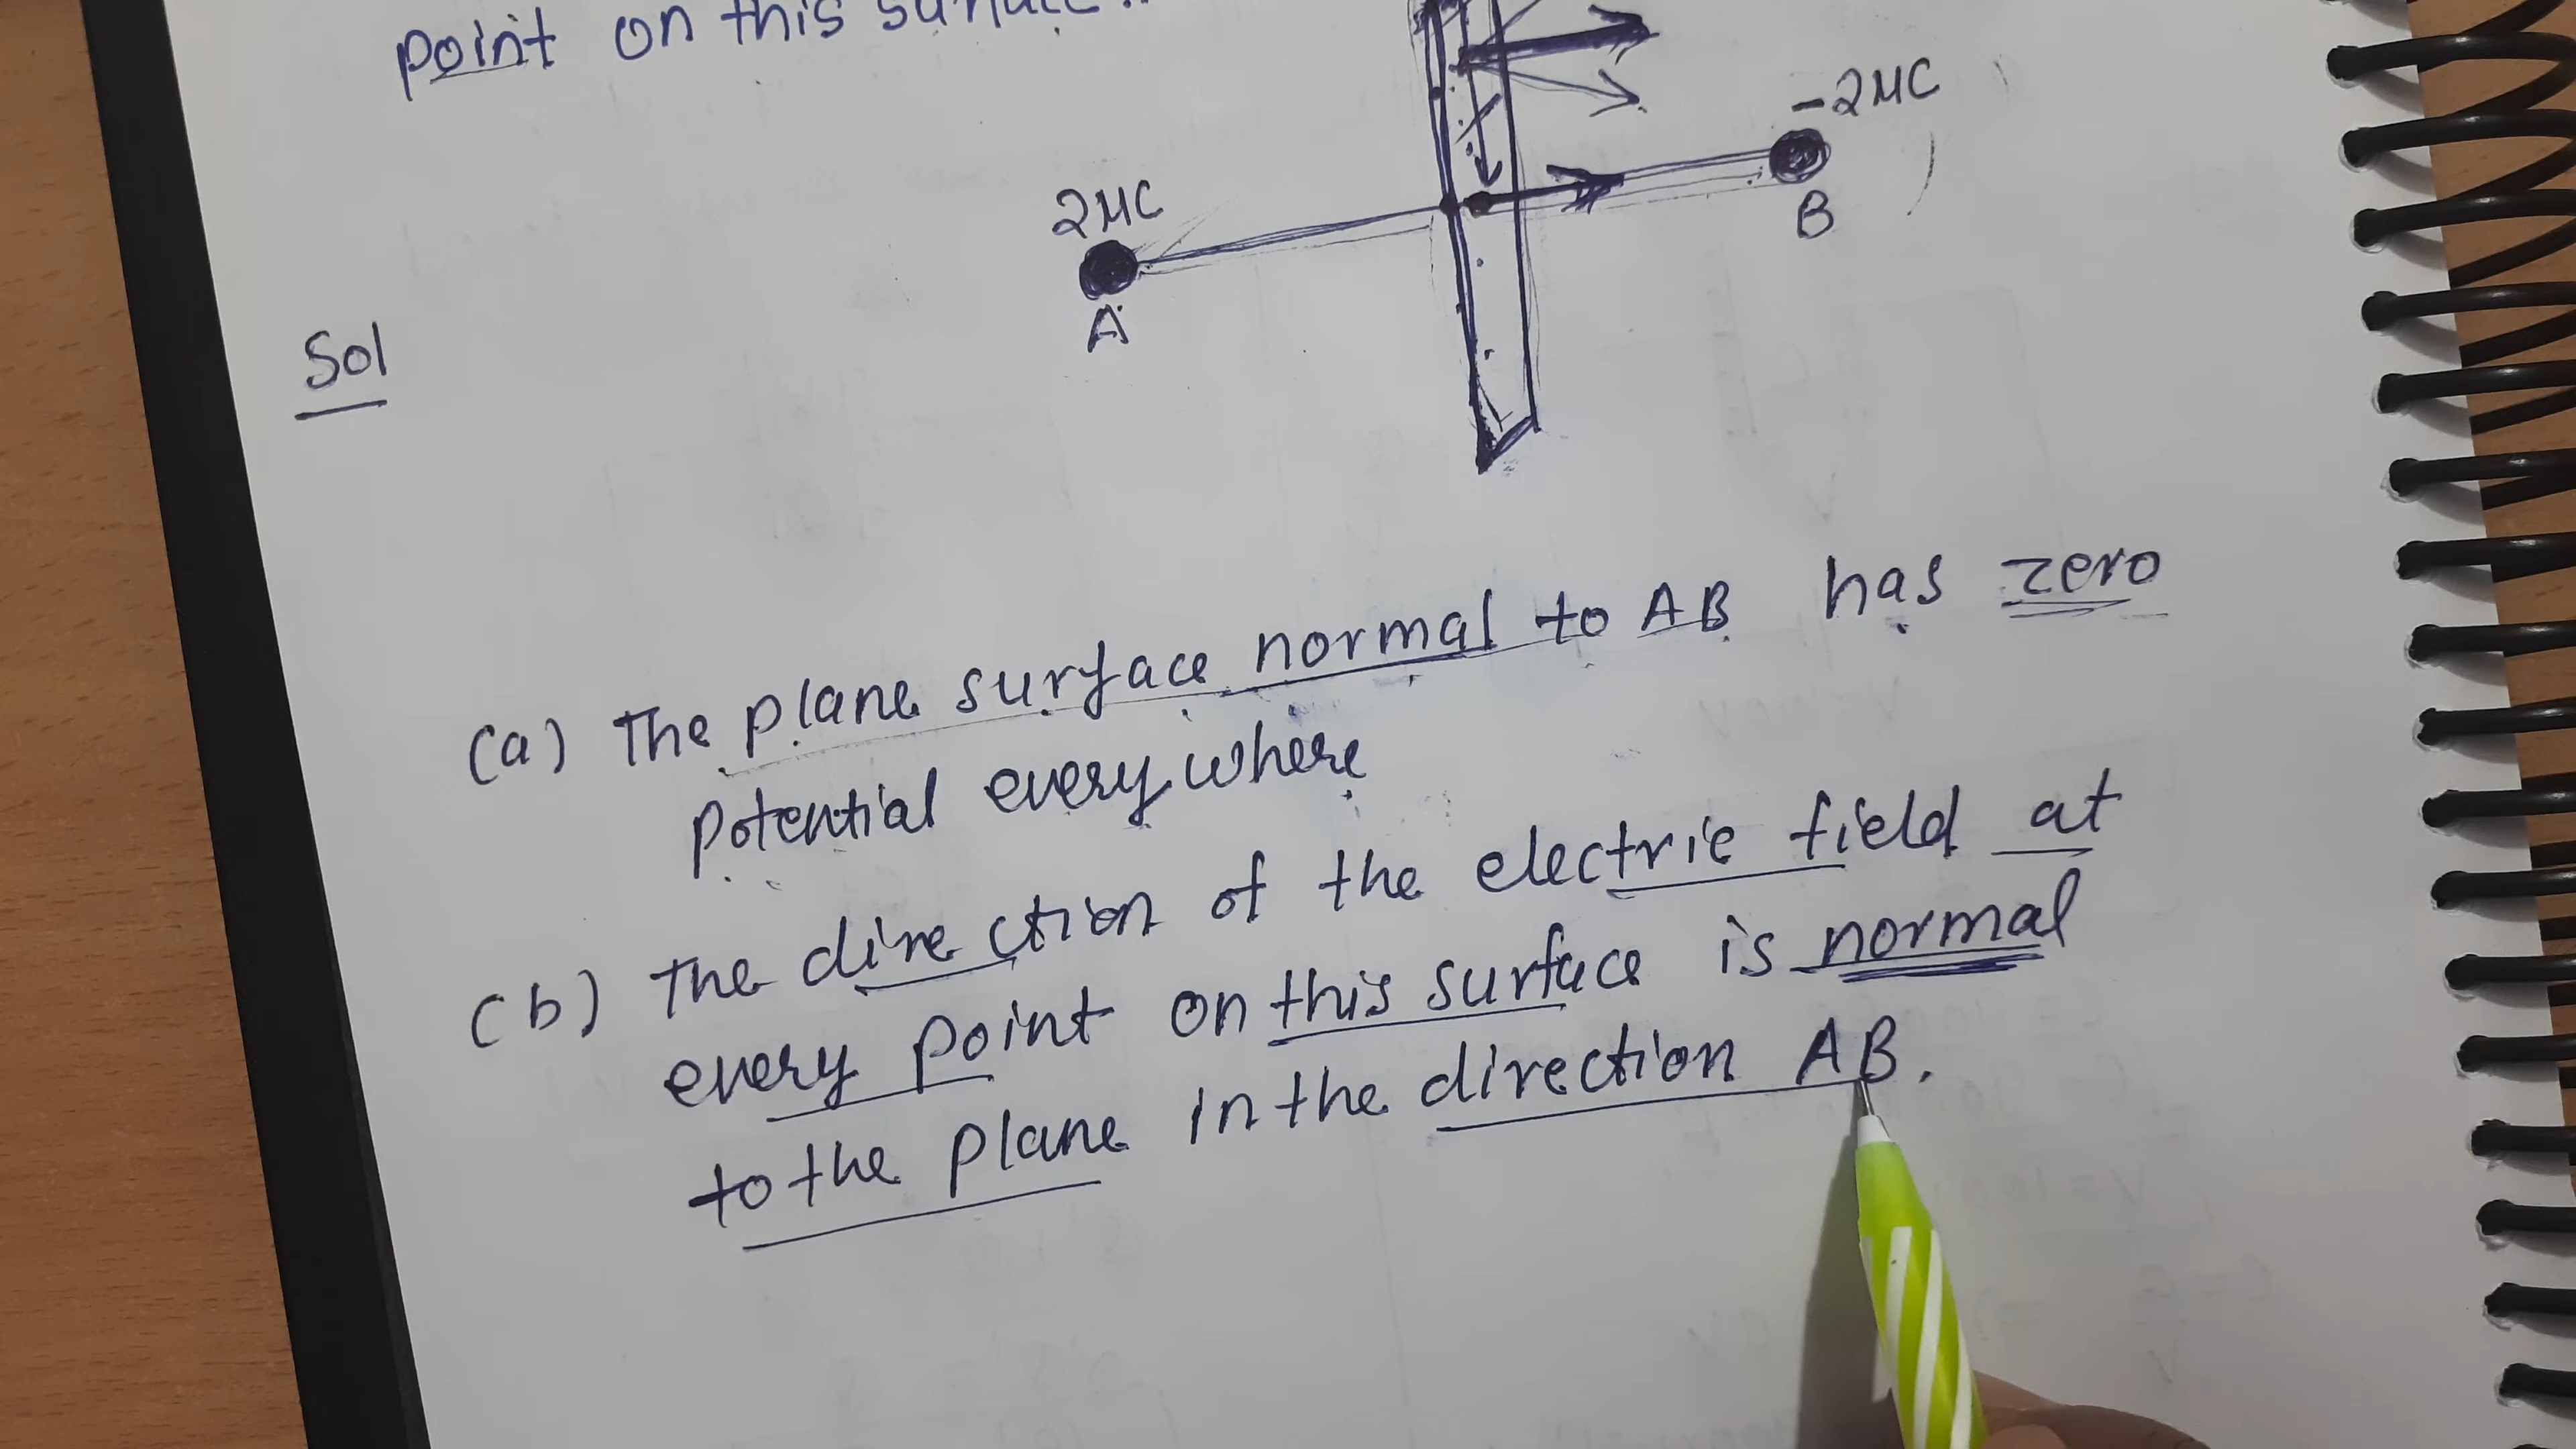 point on this surface..
-2μC
2μC
B
A
Sol
(a) The plane surface normal to AB has zero
potential everywhere
(b) The direction of the electric field at
every point on this surface is normal
to the plane in the direction AB.